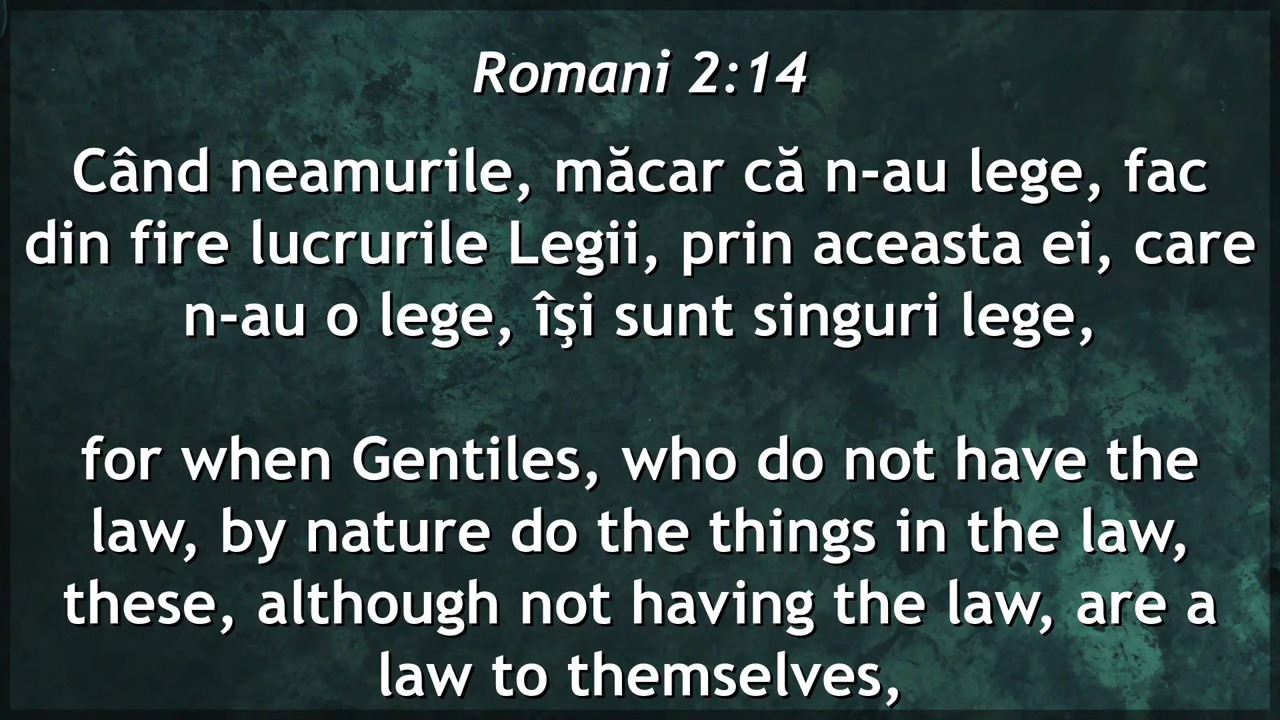 Romani 2:14
Când neamurile, măcar că n-au lege, fac
din fire lucrurile Legii, prin aceasta ei, care
n-au o lege, îşi sunt singuri lege,
for when Gentiles, who do not have the
law, by nature do the things in the law,
these, although not having the law, are a
law to themselves,